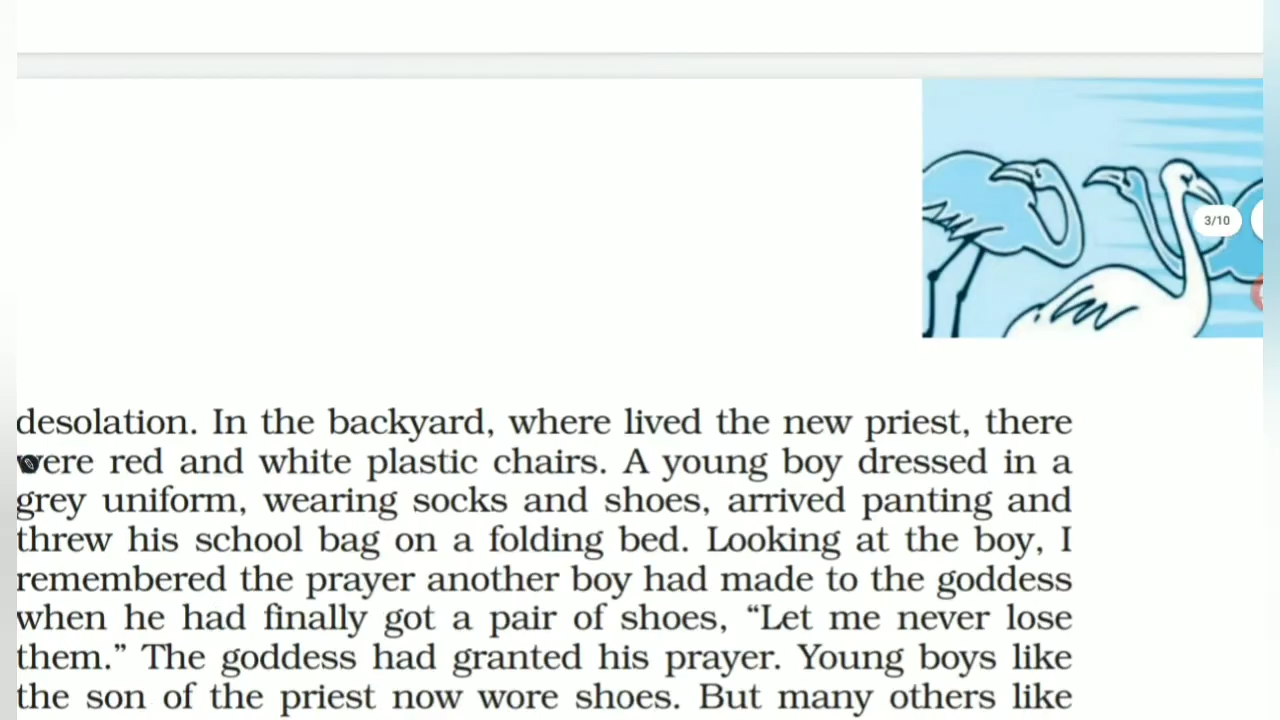 3/10
desolation. In the backyard, where lived the new priest, there
were red and white plastic chairs. A young boy dressed in a
grey uniform, wearing socks and shoes, arrived panting and
threw his school bag on a folding bed. Looking at the boy, I
remembered the prayer another boy had made to the goddess
when he had finally got a pair of shoes, “Let me never lose
them.” The goddess had granted his prayer. Young boys like
the son of the priest now wore shoes. But many others like